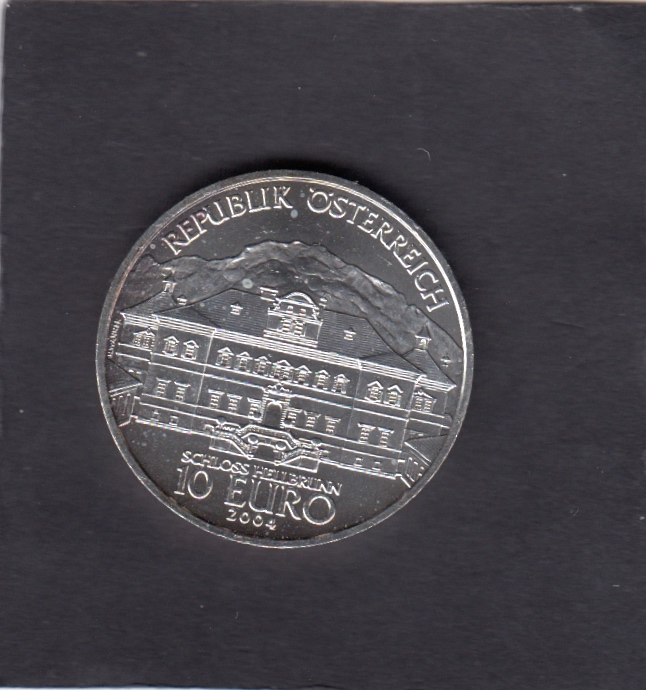 REPUBLIK ÖSTERREICH
SCHLOSS HELLBRUNN
10 EURO
2004